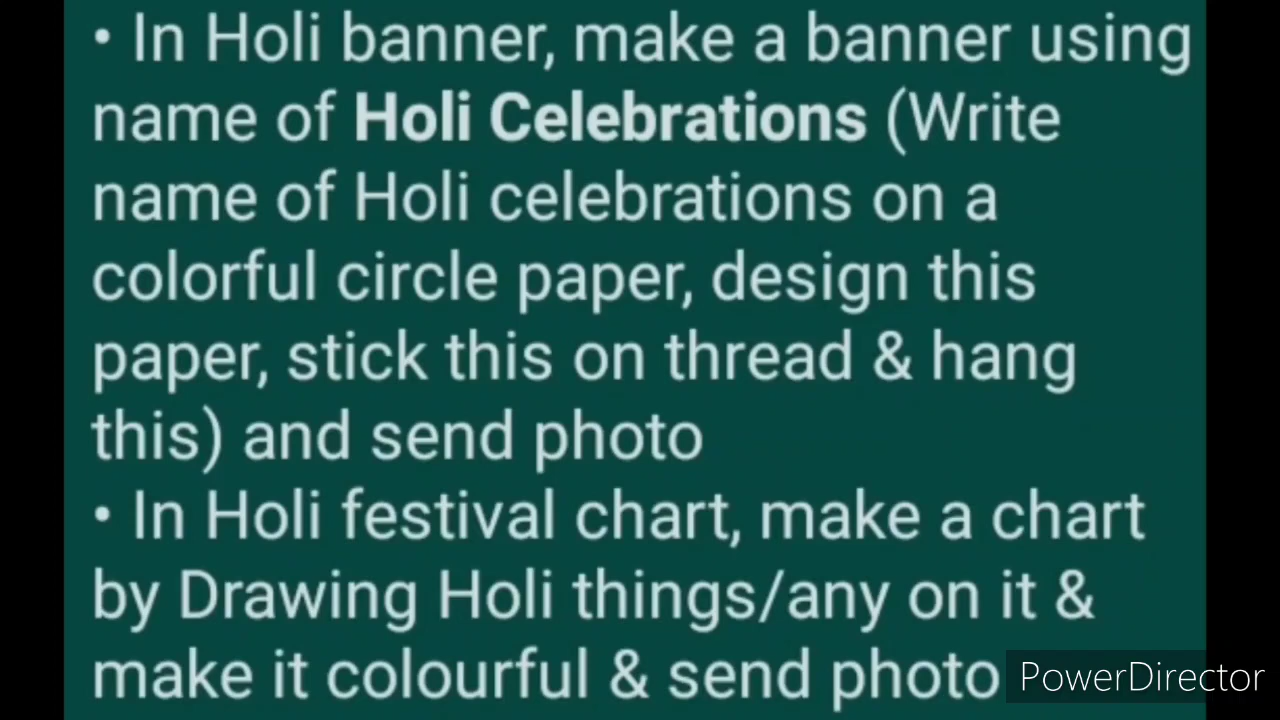 • In Holi banner, make a banner using
name of Holi Celebrations (Write
name of Holi celebrations on a
colorful circle paper, design this
paper, stick this on thread & hang
this) and send photo
• In Holi festival chart, make a chart
by Drawing Holi things/any on it &
make it colourful & send photo
PowerDirector